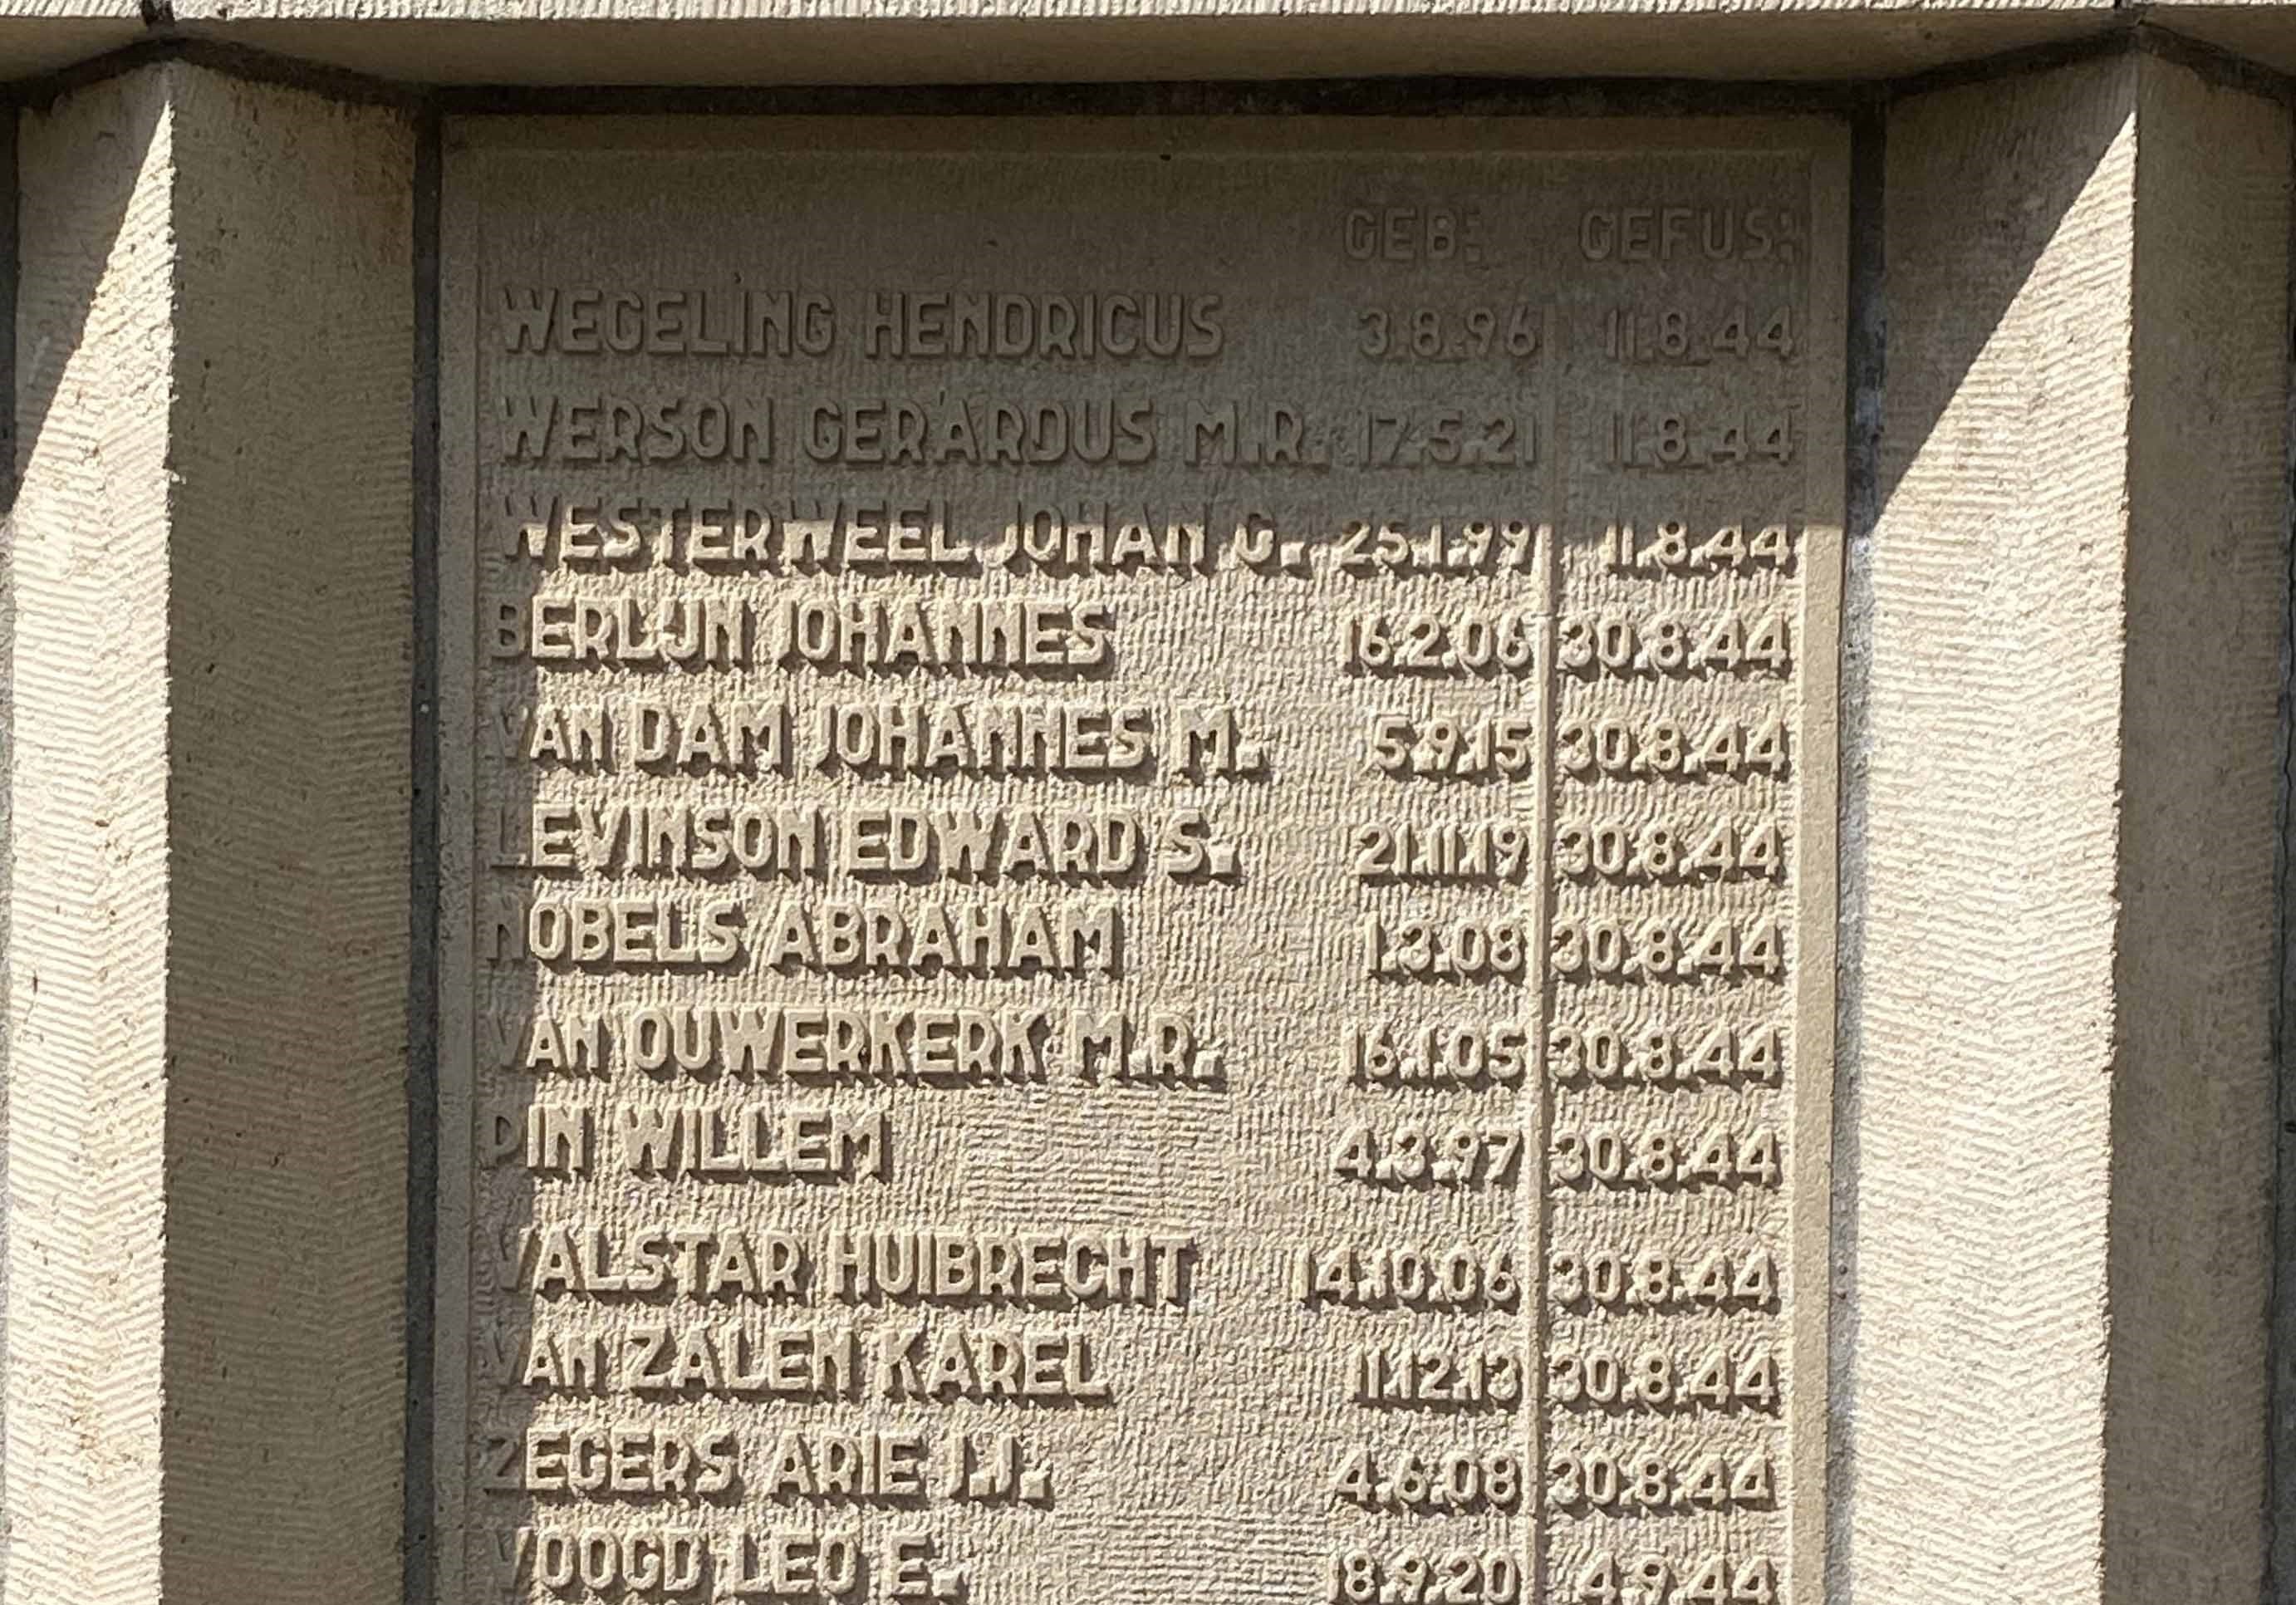 GEB: GEFUS:
WEGELING HENDRICUS 3.8.96 11.8.44
WERSON GERARDUS M.R. 17.5.21 11.8.44
WESTERWEEL JOHAN G. 25.1.99 11.8.44
BERLIJN JOHANNES 16.2.06 30.8.44
VAN DAM JOHANNES M. 5.9.15 30.8.44
LEVINSON EDWARD S. 21.11.19 30.8.44
NOBELS ABRAHAM 1.3.08 30.8.44
VAN OUWERKERK M.R. 16.1.05 30.8.44
PIN WILLEM 4.3.97 30.8.44
VALSTAR HUIBRECHT 14.10.06 30.8.44
VAN ZALEN KAREL 11.12.13 30.8.44
ZEGERS ARIE J.J. 4.6.08 30.8.44
VOOGD LEO E. 18.9.20 4.9.44